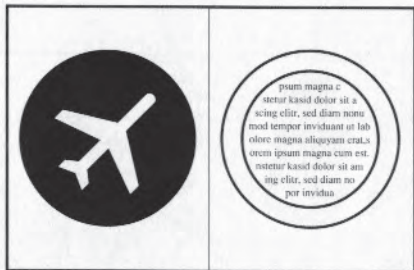 psum magna c
stetur kasid dolor sit a
scing elitr, sed diam nonu
mod tempor inviduant ut lab
olore magna aliquyam erat,s
orem ipsum magna cum est.
nstetur kasid dolor sit am
ing elitr, sed diam no
por invidua